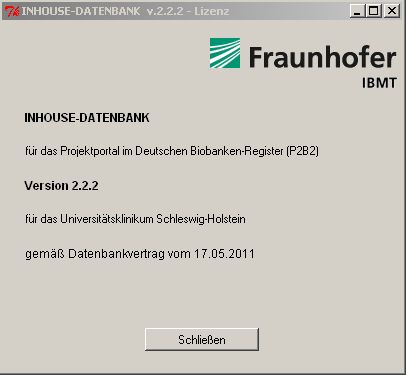 INHOUSE-DATENBANK v.2.2.2 - Lizenz
Fraunhofer
IBMT
INHOUSE-DATENBANK
für das Projektportal im Deutschen Biobanken-Register (P2B2)
Version 2.2.2
für das Universitätsklinikum Schleswig-Holstein
gemäß Datenbankvertrag vom 17.05.2011
Schließen